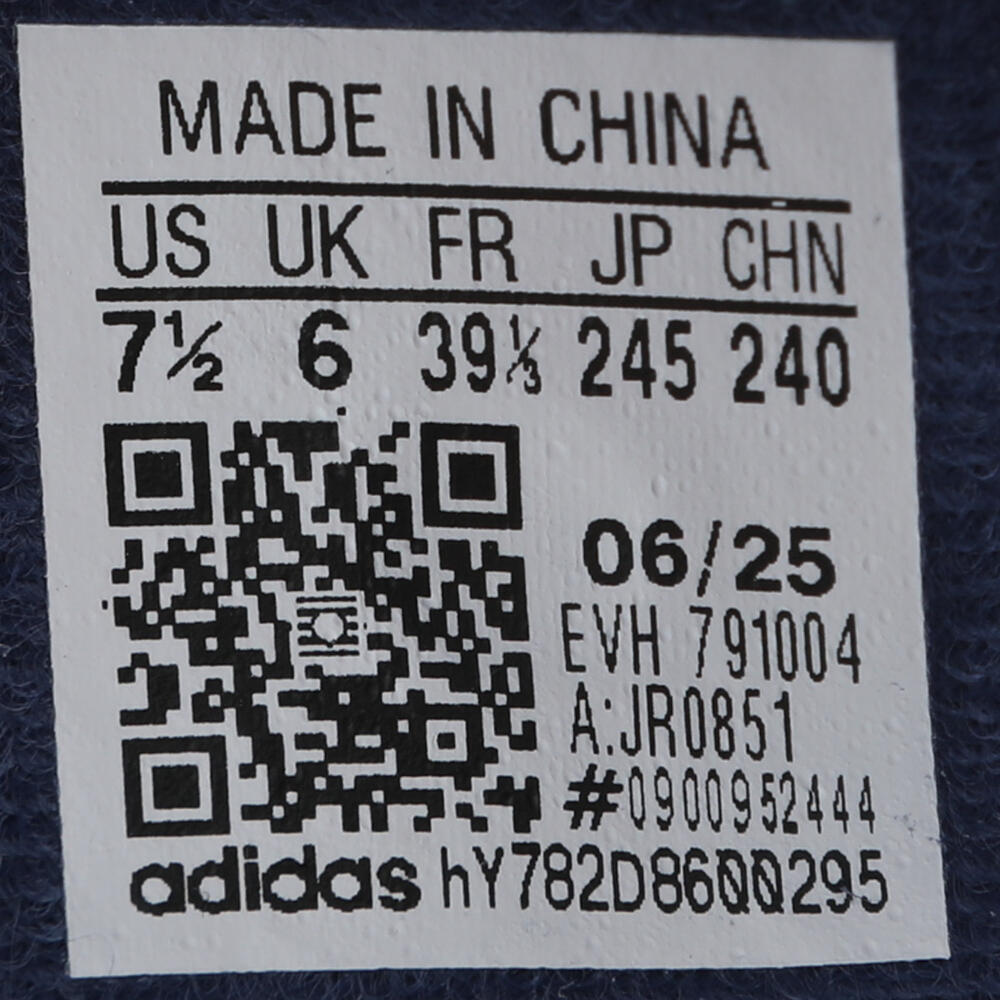 MADE IN CHINA
US UK FR JP CHN
7½ 6 39⅓ 245 240
06/25
EVH 791004
A:JR0851
#0900952444
adidas hY782D8600295